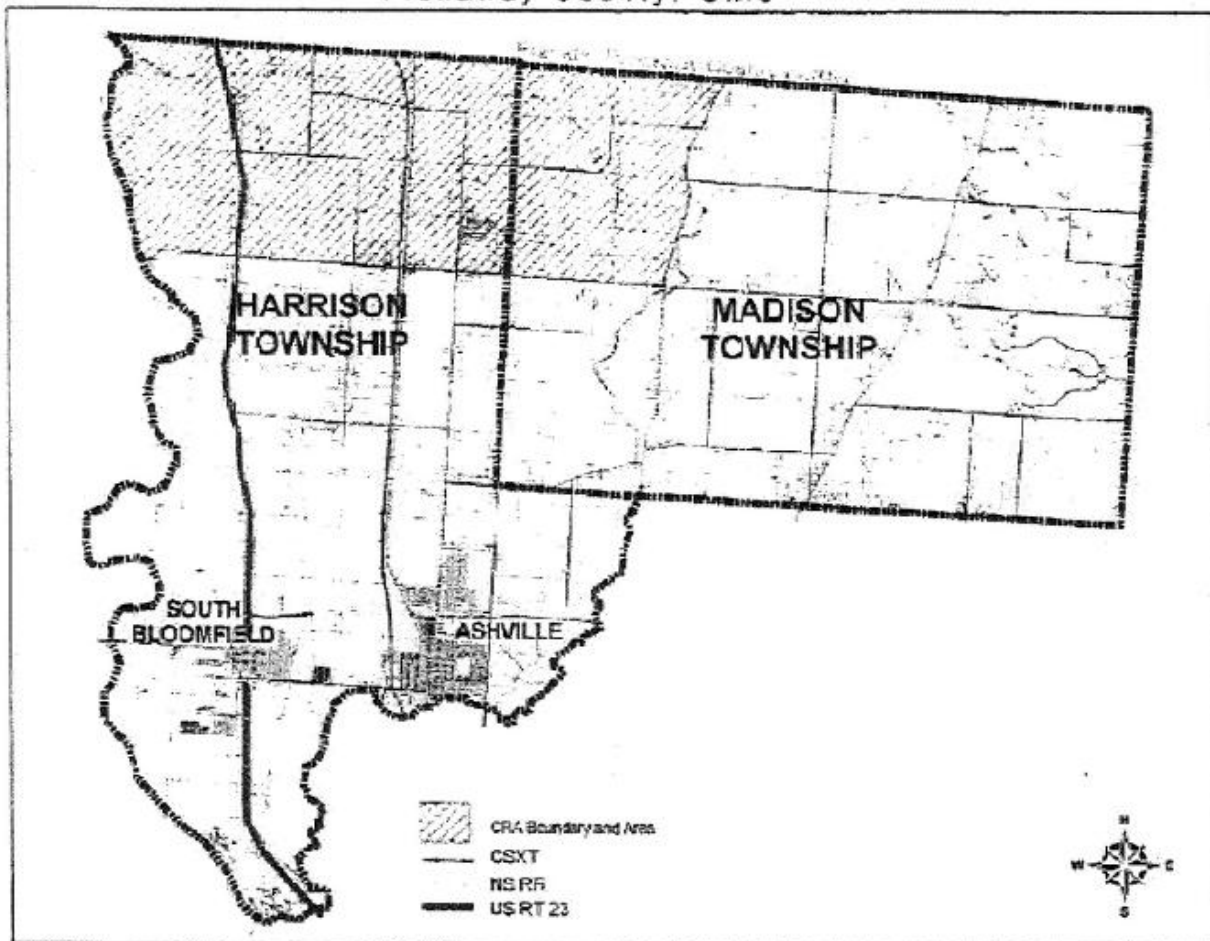 HARRISON
TOWNSHIP
MADISON
TOWNSHIP
SOUTH
BLOOMFIELD
ASHVILLE
CRA Boundary and Area
CSXT
NS RR
US RT 23
N
W E
S